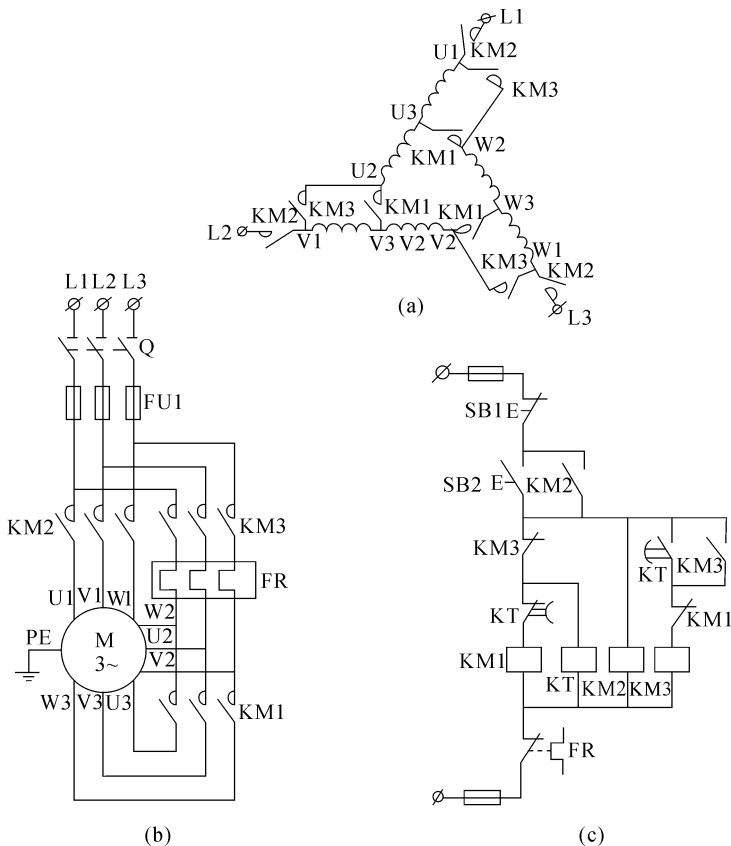 L1
U1 KM2
KM3
U3
KM1 W2
U2
KM2 KM3 KM1 KM1 W3
L2 V1 V3 V2 V2 W1
KM3 KM2
L3
(a)
L1 L2 L3
Q
FU1
KM2 KM3
FR
U1 V1 W1
W2
PE M U2
3~ V2
W3 V3 U3
KM1
(b)
SB1 E
SB2 E KM2
KM3
KT KM3
KT KM1
KM1
KT KM2 KM3
FR
(c)